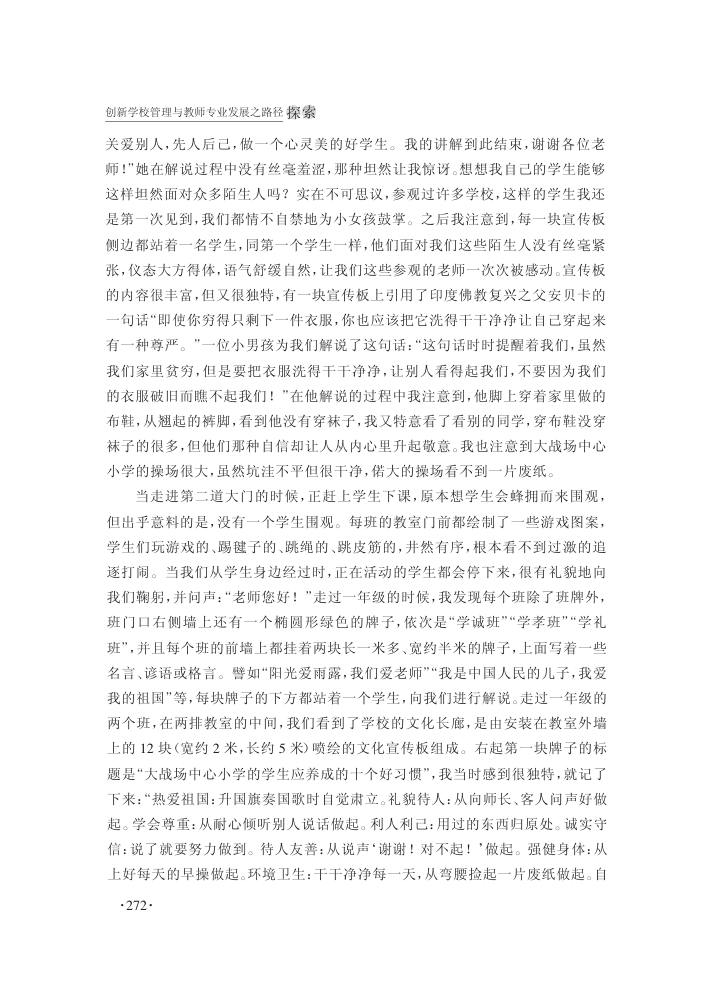 创新学校管理与教师专业发展之路径 探索
关爱别人,先人后己,做一个心灵美的好学生。我的讲解到此结束,谢谢各位老
师!”她在解说过程中没有丝毫羞涩,那种坦然让我惊讶。想想我自己的学生能够
这样坦然面对众多陌生人吗?实在不可思议,参观过许多学校,这样的学生我还
是第一次见到,我们都情不自禁地为小女孩鼓掌。之后我注意到,每一块宣传板
侧边都站着一名学生,同第一个学生一样,他们面对我们这些陌生人没有丝毫紧
张,仪态大方得体,语气舒缓自然,让我们这些参观的老师一次次被感动。宣传板
的内容很丰富,但又很独特,有一块宣传板上引用了印度佛教复兴之父安贝卡的
一句话“即使你穷得只剩下一件衣服,你也应该把它洗得干干净净让自己穿起来
有一种尊严。”一位小男孩为我们解说了这句话:“这句话时时提醒着我们,虽然
我们家里贫穷,但是要把衣服洗得干干净净,让别人看得起我们,不要因为我们
的衣服破旧而瞧不起我们!”在他解说的过程中我注意到,他脚上穿着家里做的
布鞋,从翘起的裤脚,看到他没有穿袜子,我又特意看了看别的同学,穿布鞋没穿
袜子的很多,但他们那种自信却让人从内心里升起敬意。我也注意到大战场中心
小学的操场很大,虽然坑洼不平但很干净,偌大的操场看不到一片废纸。
当走进第二道大门的时候,正赶上学生下课,原本想学生会蜂拥而来围观,
但出乎意料的是,没有一个学生围观。每班的教室门前都绘制了一些游戏图案,
学生们玩游戏的、踢毽子的、跳绳的、跳皮筋的,井然有序,根本看不到过激的追
逐打闹。当我们从学生身边经过时,正在活动的学生都会停下来,很有礼貌地向
我们鞠躬,并问声:“老师您好!”走过一年级的时候,我发现每个班除了班牌外,
班门口右侧墙上还有一个椭圆形绿色的牌子,依次是“学诚班”“学孝班”“学礼
班”,并且每个班的前墙上都挂着两块长一米多、宽约半米的牌子,上面写着一些
名言、谚语或格言。譬如“阳光爱雨露,我们爱老师”“我是中国人民的儿子,我爱
我的祖国”等,每块牌子的下方都站着一个学生,向我们进行解说。走过一年级的
两个班,在两排教室的中间,我们看到了学校的文化长廊,是由安装在教室外墙
上的 12 块(宽约 2 米,长约 5 米)喷绘的文化宣传板组成。右起第一块牌子的标
题是“大战场中心小学的学生应养成的十个好习惯”,我当时感到很独特,就记了
下来:“热爱祖国:升国旗奏国歌时自觉肃立。礼貌待人:从向师长、客人问声好做
起。学会尊重:从耐心倾听别人说话做起。利人利己:用过的东西归原处。诚实守
信:说了就要努力做到。待人友善:从说声‘谢谢!对不起!’做起。强健身体:从
上好每天的早操做起。环境卫生:干干净净每一天,从弯腰捡起一片废纸做起。自
·272·